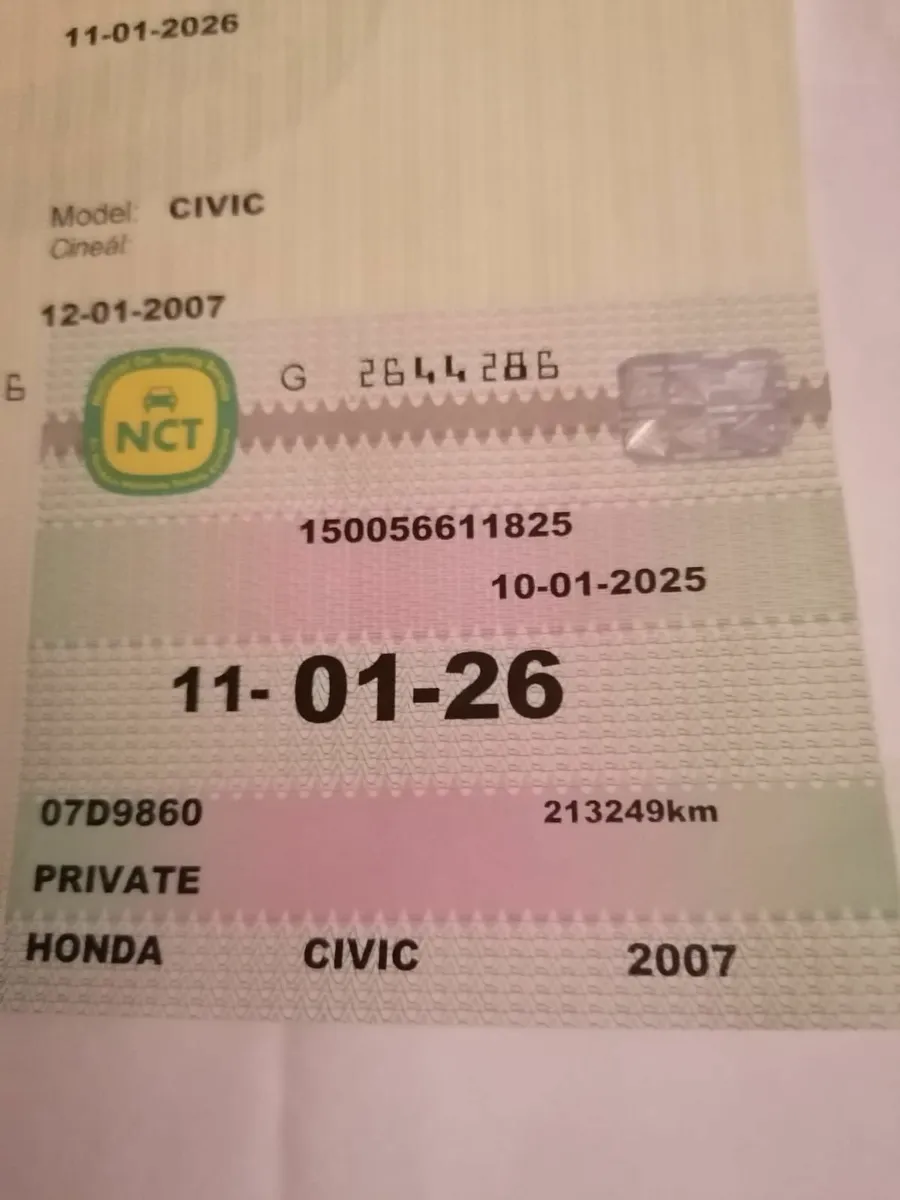 11-01-2026
Model: CIVIC
Cineál
12-01-2007
6
G 2644286
NCT
150056611825
10-01-2025
11-01-26
07D9860 213249km
PRIVATE
HONDA CIVIC 2007